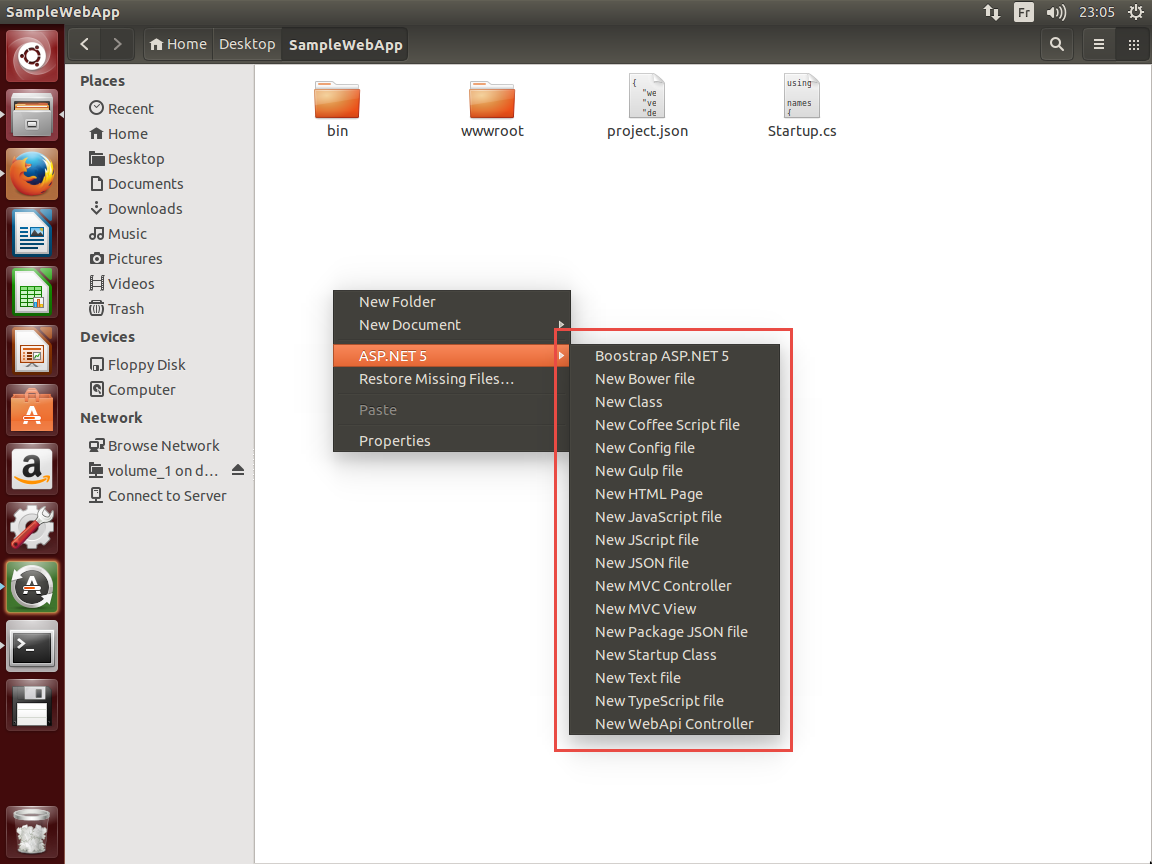 SampleWebApp
Fr
23:05
Home
Desktop
SampleWebApp
Places
Recent
Home
Desktop
Documents
Downloads
Music
Pictures
Videos
Trash
Devices
Floppy Disk
Computer
Network
Browse Network
volume_1 on d...
Connect to Server
bin
wwwroot
{
"we
"ve
"de
project.json
using
names
{
Startup.cs
New Folder
New Document
ASP.NET 5
Restore Missing Files...
Paste
Properties
Boostrap ASP.NET 5
New Bower file
New Class
New Coffee Script file
New Config file
New Gulp file
New HTML Page
New JavaScript file
New JScript file
New JSON file
New MVC Controller
New MVC View
New Package JSON file
New Startup Class
New Text file
New TypeScript file
New WebApi Controller